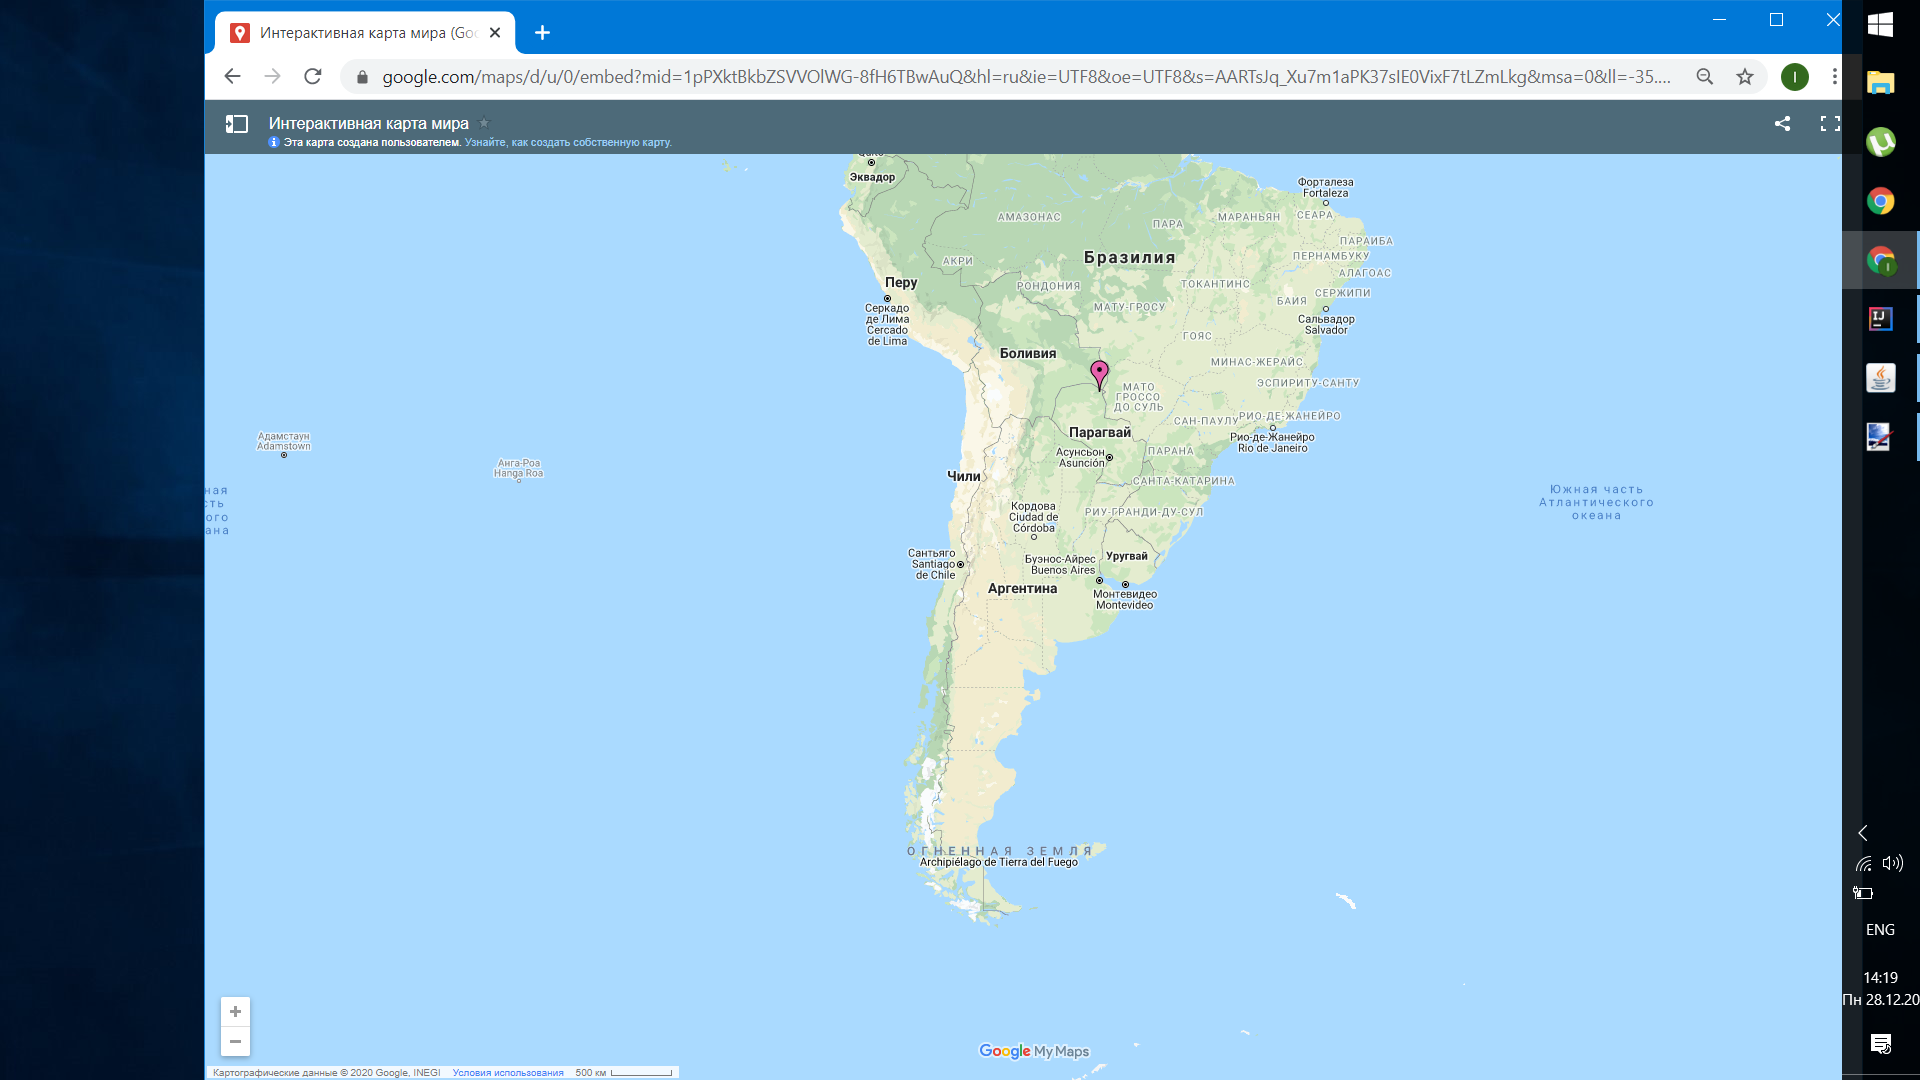 Интерактивная карта мира (Goo
google.com/maps/d/u/0/embed?mid=1pPXktBkbZSVVOlWG-8fH6TBwAuQ&hl=ru&ie=UTF8&oe=UTF8&s=AARTsJq_Xu7m1aPK37sIE0VixF7tLZmLkg&msa=0&ll=-35....
I
Интерактивная карта мира
Эта карта создана пользователем. Узнайте, как создать собственную карту.
Эквадор
Форталеза
Fortaleza
АМАЗОНАС
ПАРА
МАРАНЬЯН
СЕАРА
ПАРАИБА
ПЕРНАМБУКУ
Бразилия
АКРИ
АЛАГОАС
Перу
РОНДОНИЯ
ТОКАНТИНС
СЕРЖИПИ
БАИЯ
МАТУ-ГРОСУ
Серкадо
де Лима
Cercado
de Lima
Сальвадор
Salvador
ГОЯС
Боливия
МИНАС-ЖЕРАЙС
ЭСПИРИТУ-САНТУ
МАТО
ГРОССО
ДО СУЛЬ
РИО-ДЕ-ЖАНЕЙРО
САН-ПАУЛУ
Парагвай
Рио-де-Жанейро
Rio de Janeiro
Адамстаун
Adamstown
Асунсьон
Asunción
ПАРАНА
Анга-Роа
Hanga Roa
Чили
САНТА-КАТАРИНА
ная
сть
ого
ана
Южная часть
Атлантического
океана
Кордова
Ciudad de
Córdoba
РИУ-ГРАНДИ-ДУ-СУЛ
Сантьяго
Santiago
de Chile
Буэнос-Айрес
Buenos Aires
Уругвай
Аргентина
Монтевидео
Montevideo
ОГНЕННАЯ ЗЕМЛЯ
Archipiélago de Tierra del Fuego
ENG
14:19
Пн 28.12.20
+
−
Google My Maps
Картографические данные © 2020 Google, INEGI Условия использования 500 км